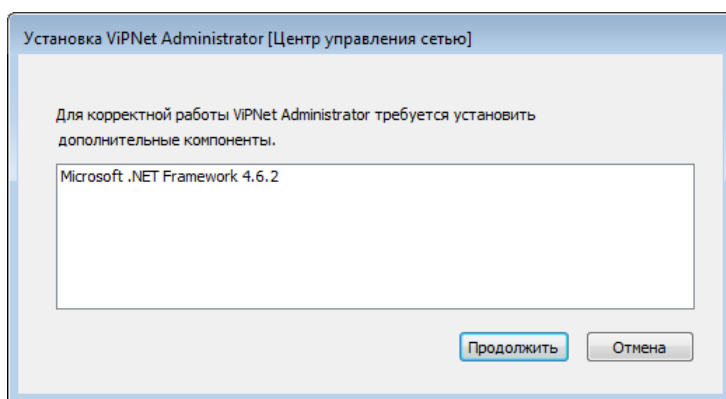 Установка ViPNet Administrator [Центр управления сетью]
Для корректной работы ViPNet Administrator требуется установить
дополнительные компоненты.
Microsoft .NET Framework 4.6.2
Продолжить Отмена